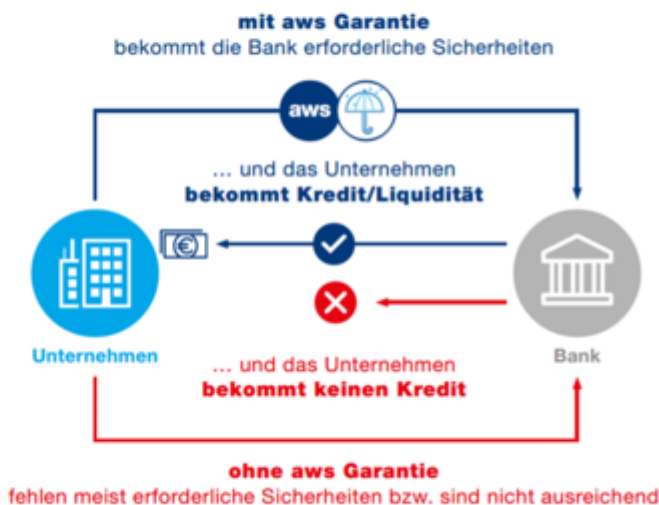 mit aws Garantie
bekommt die Bank erforderliche Sicherheiten
aws
... und das Unternehmen
bekommt Kredit/Liquidität
€
Unternehmen
Bank
... und das Unternehmen
bekommt keinen Kredit
ohne aws Garantie
fehlen meist erforderliche Sicherheiten bzw. sind nicht ausreichend